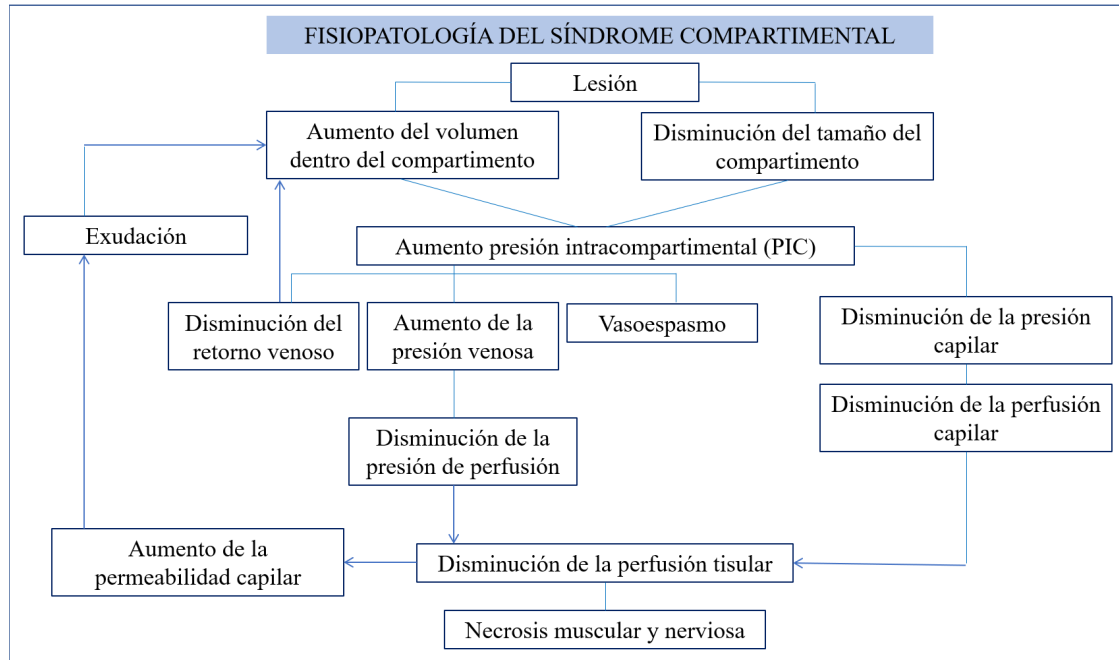 FISIOPATOLOGÍA DEL SÍNDROME COMPARTIMENTAL
Lesión
Aumento del volumen
dentro del compartimento
Disminución del tamaño del
compartimento
Exudación
Aumento presión intracompartimental (PIC)
Disminución del
retorno venoso
Aumento de la
presión venosa
Vasoespasmo
Disminución de la presión
capilar
Disminución de la perfusión
capilar
Disminución de la
presión de perfusión
Aumento de la
permeabilidad capilar
Disminución de la perfusión tisular
Necrosis muscular y nerviosa